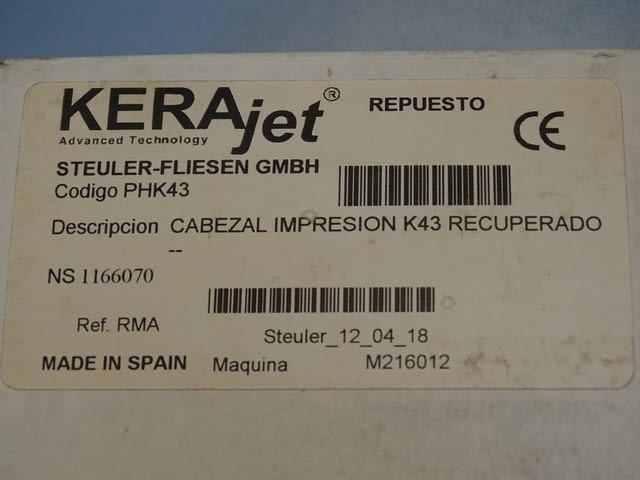 KERAjet®
REPUESTO
CE
Advanced Technology
STEULER-FLIESEN GMBH
Codigo PHK43
Descripcion CABEZAL IMPRESION K43 RECUPERADO
--
NS 1166070
Ref. RMA
Steuler_12_04_18
MADE IN SPAIN Maquina M216012